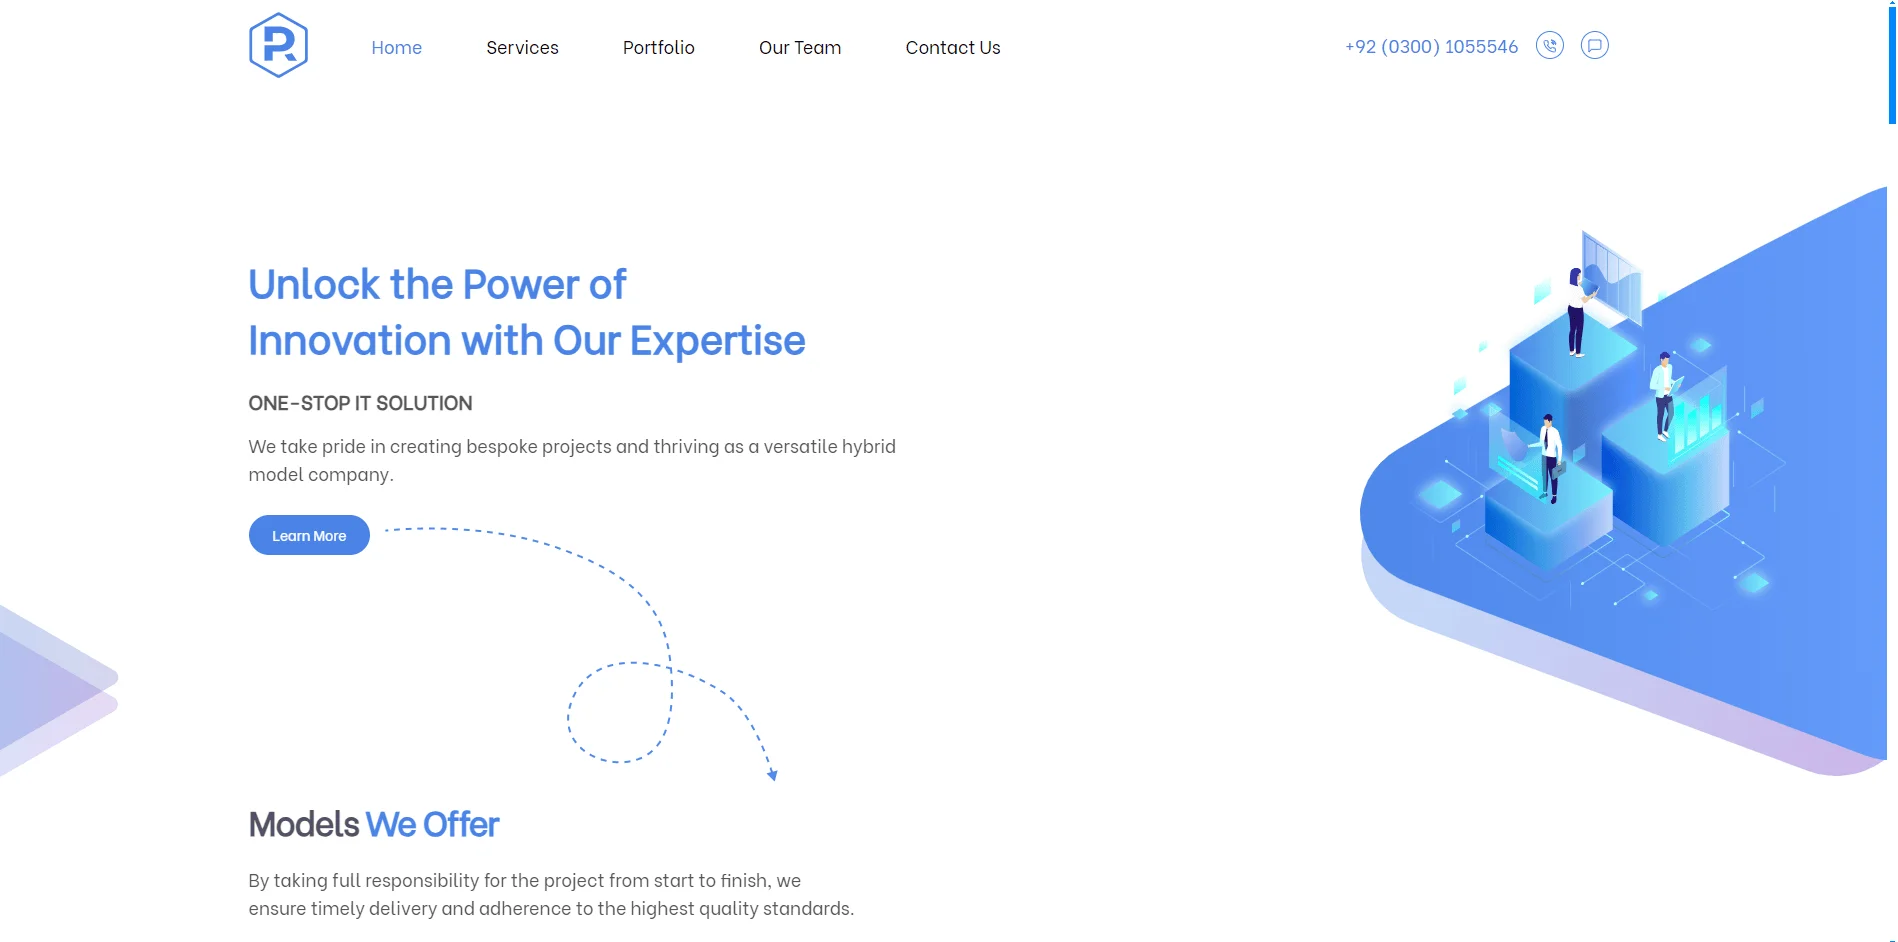 PR
Home
Services
Portfolio
Our Team
Contact Us
+92 (0300) 1055546
Unlock the Power of
Innovation with Our Expertise
ONE-STOP IT SOLUTION
We take pride in creating bespoke projects and thriving as a versatile hybrid
model company.
Learn More
Models We Offer
By taking full responsibility for the project from start to finish, we
ensure timely delivery and adherence to the highest quality standards.